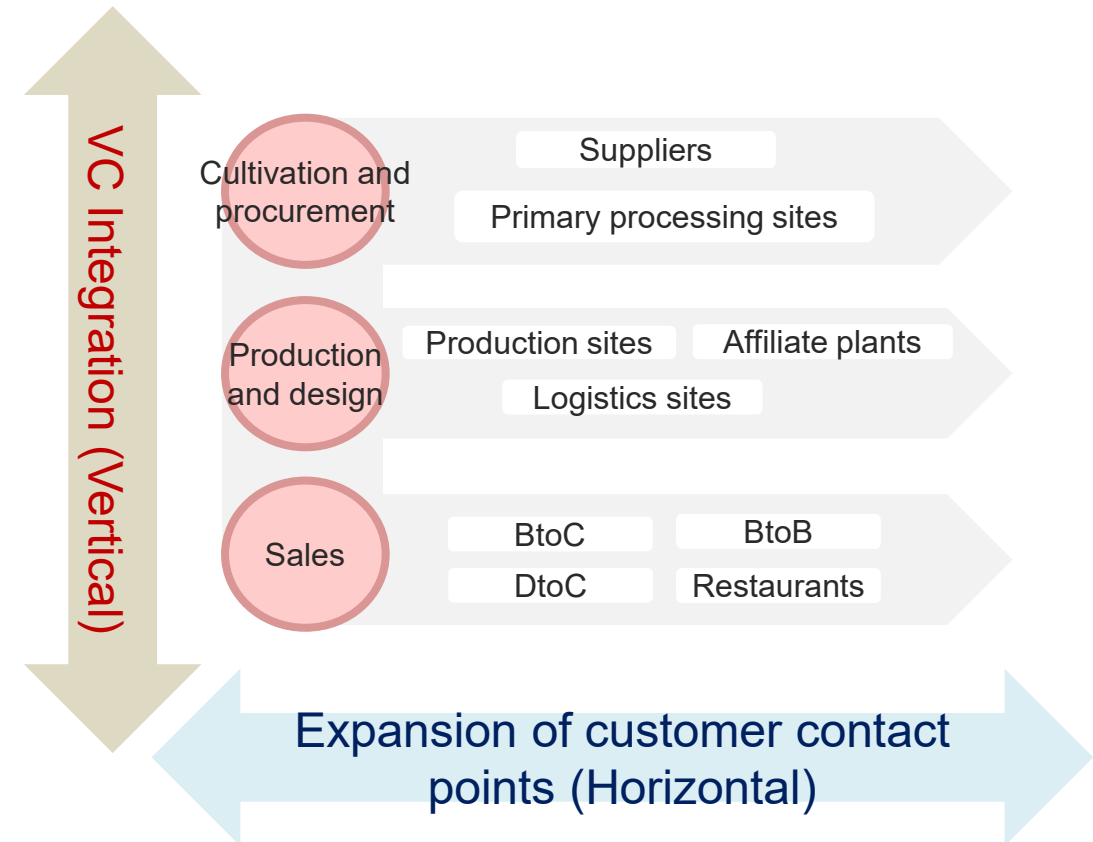 VC Integration (Vertical)
Cultivation and
procurement
Suppliers
Primary processing sites
Production
and design
Production sites
Affiliate plants
Logistics sites
Sales
BtoC
BtoB
DtoC
Restaurants
Expansion of customer contact
points (Horizontal)